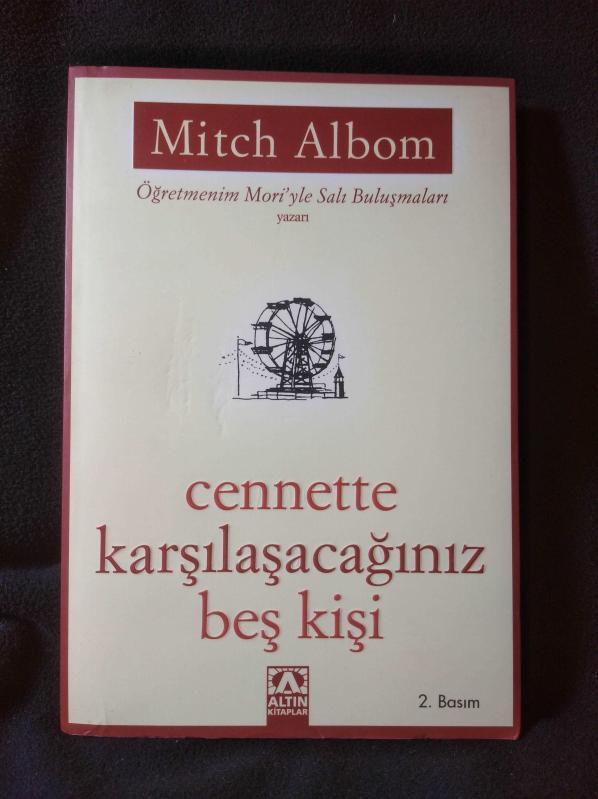 Mitch Albom
Öğretmenim Mori'yle Salı Buluşmaları
yazarı
cennette
karşılaşacağınız
beş kişi
ALTIN
KİTAPLAR
2. Basım